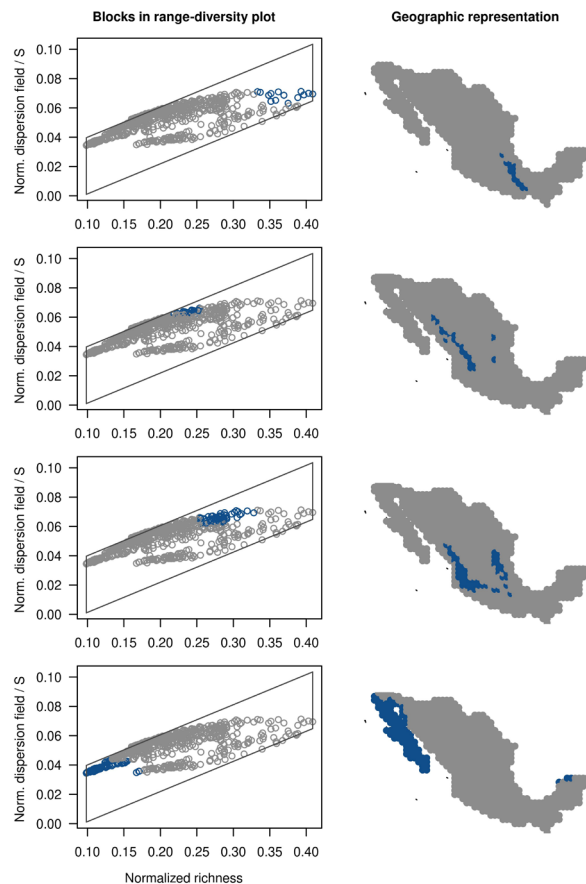 Blocks in range-diversity plot
Geographic representation
Norm. dispersion field / S
0.10
0.08
0.06
0.04
0.02
0.00
0.10 0.15 0.20 0.25 0.30 0.35 0.40
Norm. dispersion field / S
0.10
0.08
0.06
0.04
0.02
0.00
0.10 0.15 0.20 0.25 0.30 0.35 0.40
Norm. dispersion field / S
0.10
0.08
0.06
0.04
0.02
0.00
0.10 0.15 0.20 0.25 0.30 0.35 0.40
Norm. dispersion field / S
0.10
0.08
0.06
0.04
0.02
0.00
0.10 0.15 0.20 0.25 0.30 0.35 0.40
Normalized richness